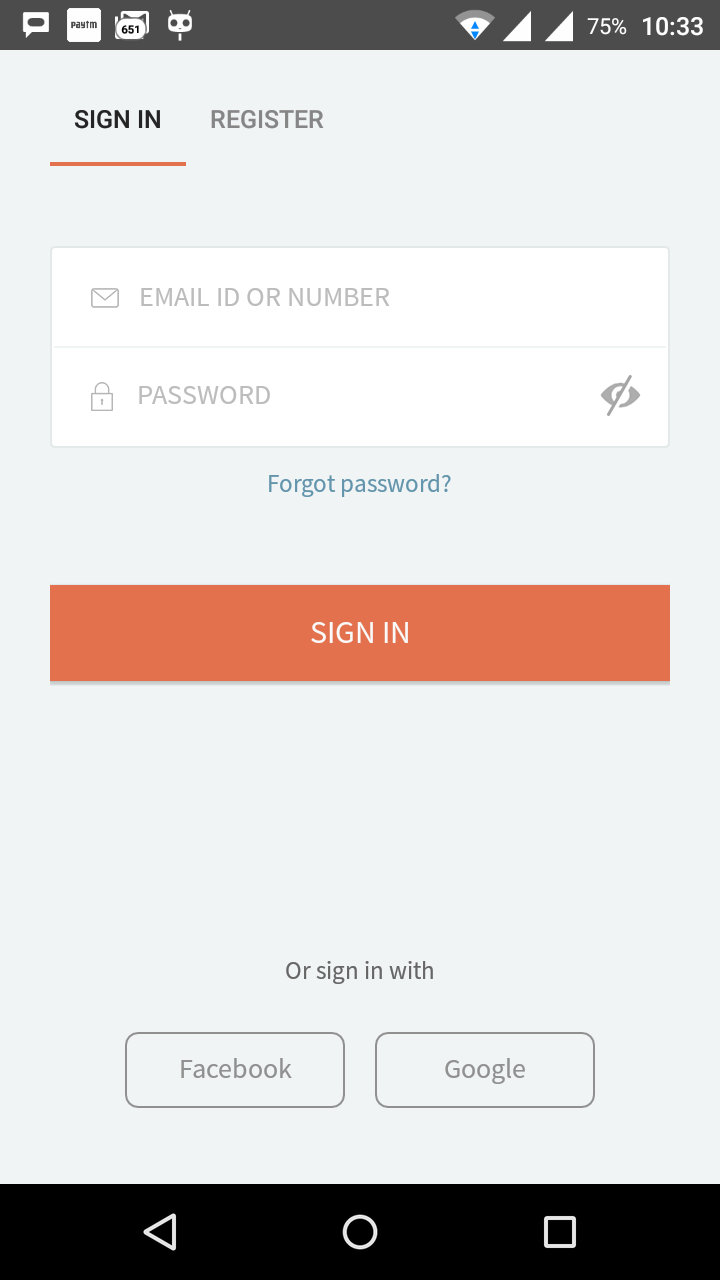 Paytm 651 75% 10:33
SIGN IN REGISTER
EMAIL ID OR NUMBER
PASSWORD
Forgot password?
SIGN IN
Or sign in with
Facebook Google